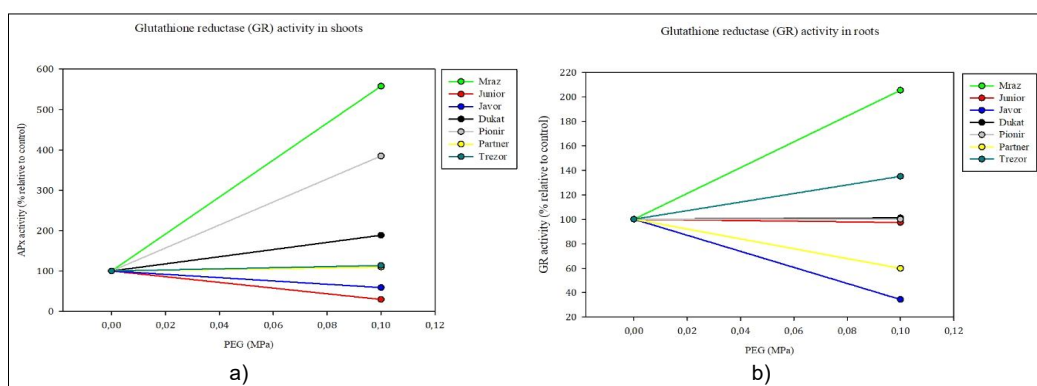 Glutathione reductase (GR) activity in shoots
APx activity (% relative to control)
600
500
400
300
200
100
0
0,00
0,02
0,04
0,06
0,08
0,10
0,12
PEG (MPa)
Mraz
Junior
Javor
Dukat
Pionir
Partner
Trezor
a)
Glutathione reductase (GR) activity in roots
GR activity (% relative to control)
220
200
180
160
140
120
100
80
60
40
20
0,00
0,02
0,04
0,06
0,08
0,10
0,12
PEG (MPa)
Mraz
Junior
Javor
Dukat
Pionir
Partner
Trezor
b)